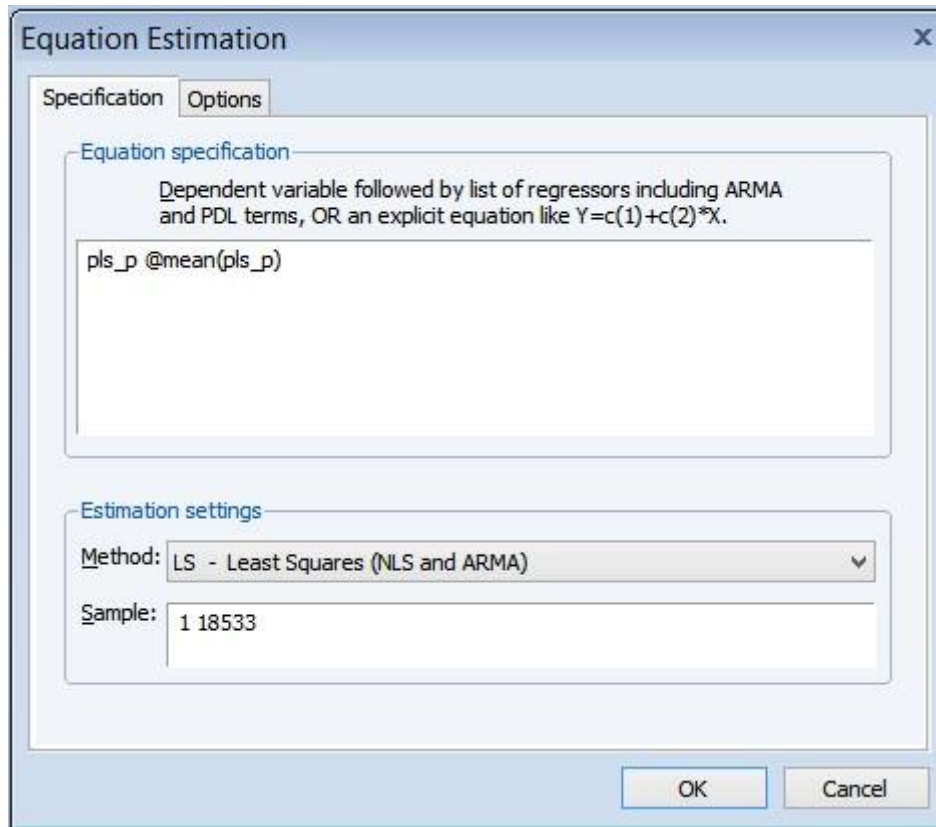 Equation Estimation
x
Specification Options
Equation specification
Dependent variable followed by list of regressors including ARMA
and PDL terms, OR an explicit equation like Y=c(1)+c(2)*X.
pls_p @mean(pls_p)
Estimation settings
Method: LS - Least Squares (NLS and ARMA)
Sample: 1 18533
OK Cancel